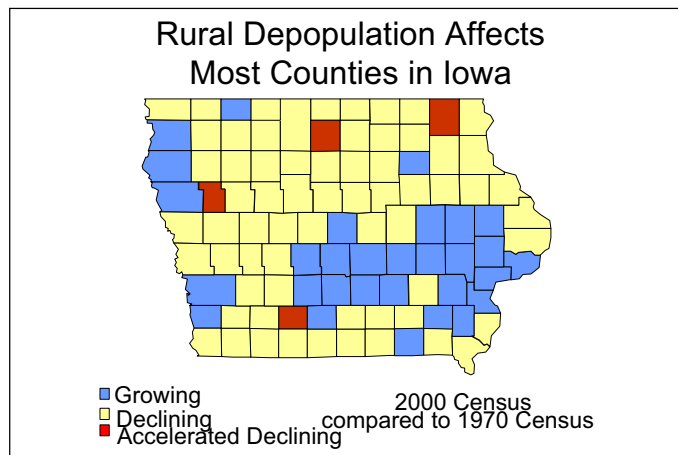 Rural Depopulation Affects
Most Counties in Iowa
Growing
Declining
Accelerated Declining
2000 Census
compared to 1970 Census